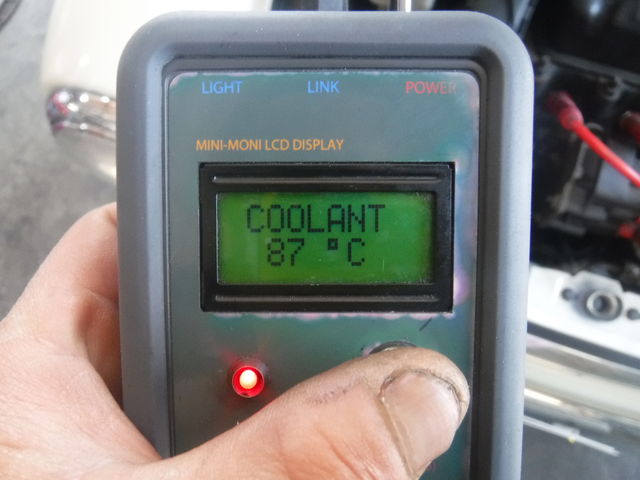 LIGHT LINK POWER
MINI-MONI LCD DISPLAY
COOLANT
87 °C